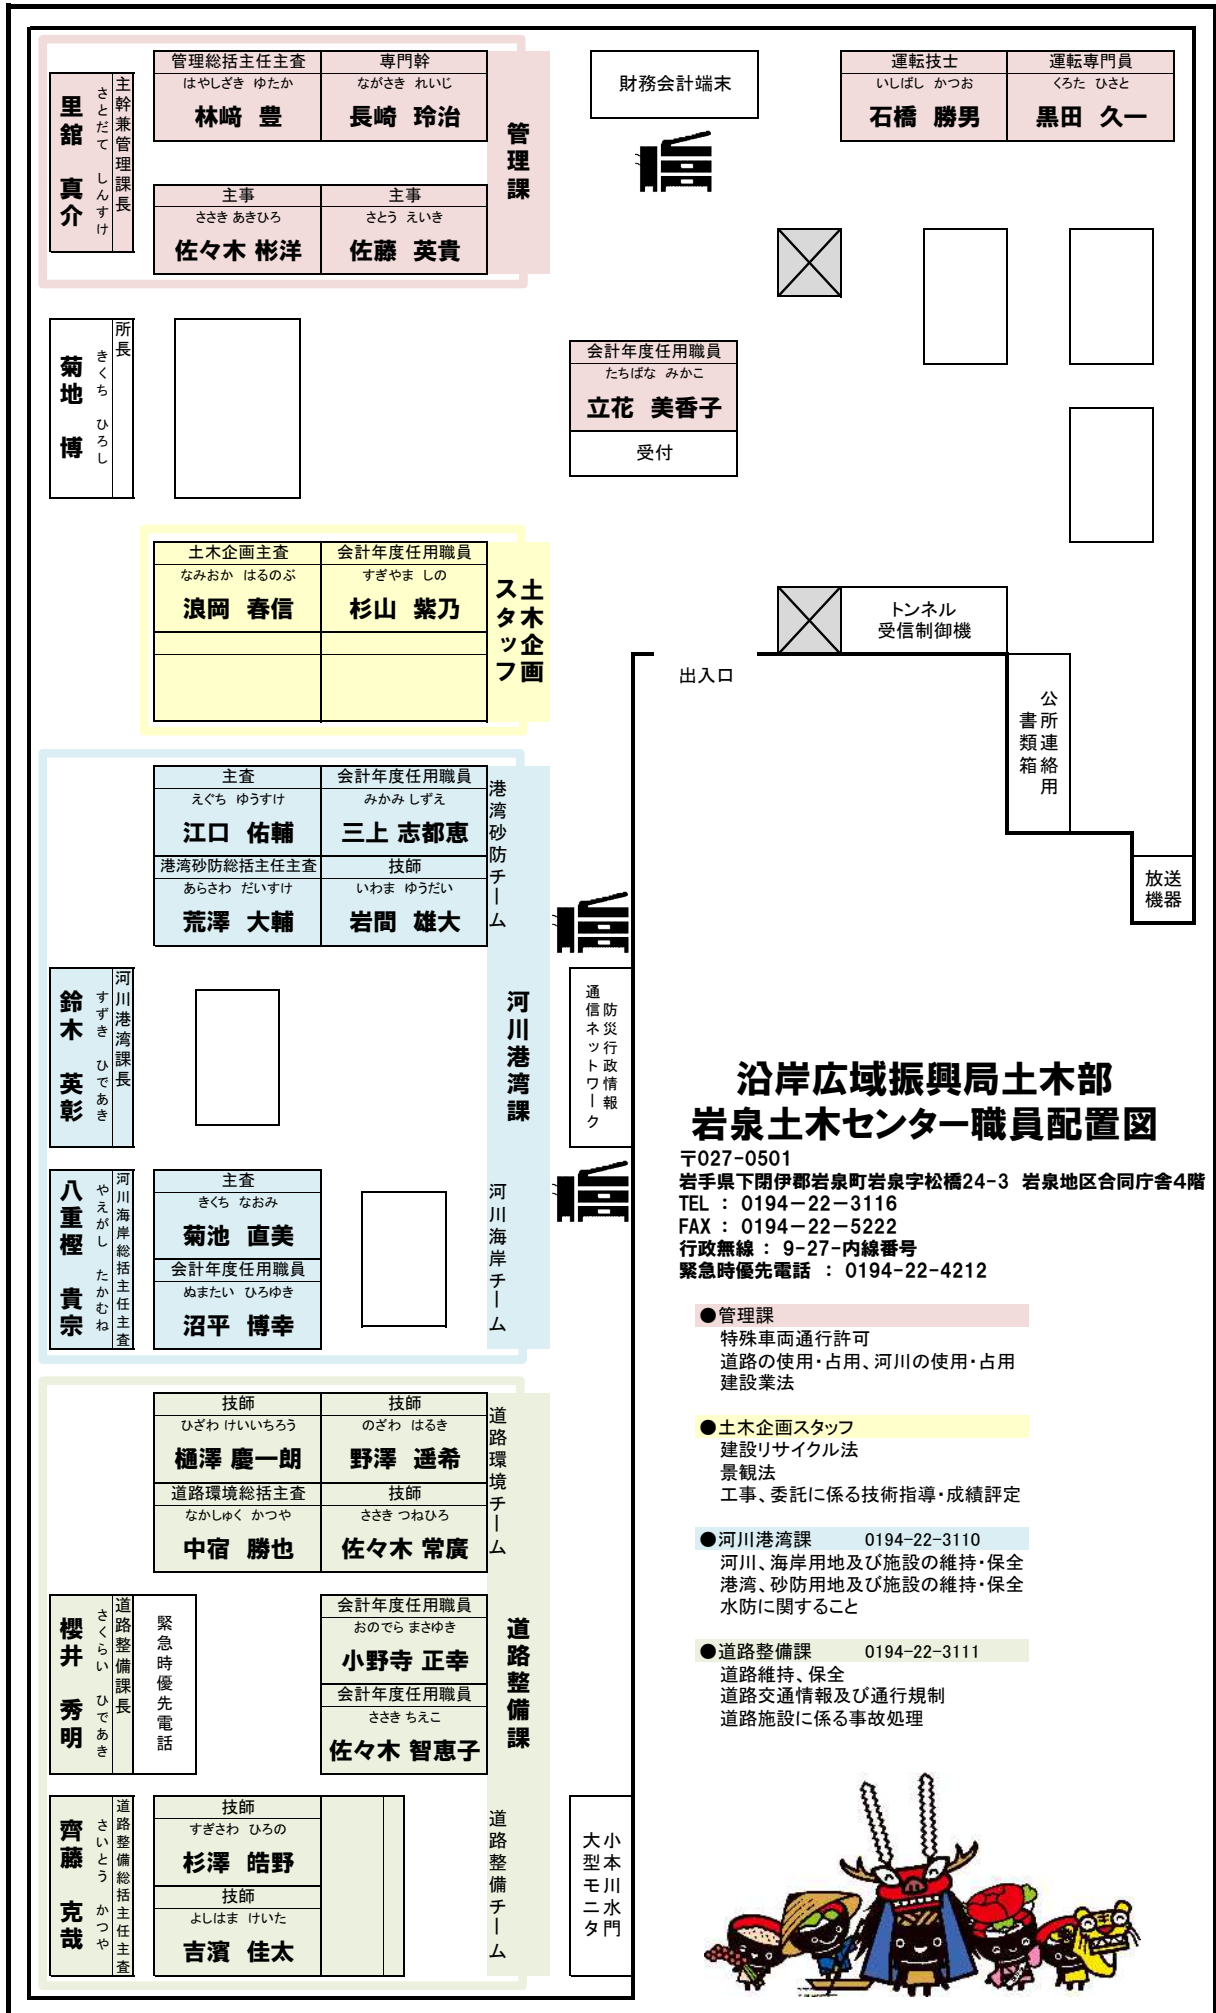 管理総括主任主査
はやしざき ゆたか
林﨑 豊
専門幹
ながさき れいじ
長崎 玲治
管理課
主幹兼管理課長
さとだて しんすけ
里舘 真介
主事
ささき あきひろ
佐々木 彬洋
主事
さとう えいき
佐藤 英貴
財務会計端末
運転技士
いしばし かつお
石橋 勝男
運転専門員
くろた ひさと
黒田 久一
所長
きくち ひろし
菊地 博
会計年度任用職員
たちばな みかこ
立花 美香子
受付
土木企画主査
なみおか はるのぶ
浪岡 春信
会計年度任用職員
すぎやま しの
杉山 紫乃
土木企画
スタッフ
トンネル
受信制御機
出入口
公所連絡用
書類箱
放送
機器
主査
えぐち ゆうすけ
江口 佑輔
会計年度任用職員
みかみ しずえ
三上 志都恵
港湾砂防総括主任主査
あらさわ だいすけ
荒澤 大輔
技師
いわま ゆうだい
岩間 雄大
港湾砂防チーム
河川港湾課長
すずき ひであき
鈴木 英彰
河川港湾課
防災行政情報
通信ネットワーク
河川海岸総括主任主査
やえがし たかむね
八重樫 貴宗
主査
きくち なおみ
菊池 直美
会計年度任用職員
ぬまたい ひろゆき
沼平 博幸
河川海岸チーム
技師
ひざわ けいいちろう
樋澤 慶一朗
技師
のざわ はるき
野澤 遥希
道路環境総括主査
なかしゅく かつや
中宿 勝也
技師
ささき つねひろ
佐々木 常廣
道路環境チーム
道路整備課長
さくらい ひであき
櫻井 秀明
緊急時優先電話
会計年度任用職員
おのでら まさゆき
小野寺 正幸
会計年度任用職員
ささき ちえこ
佐々木 智恵子
道路整備課
道路整備総括主任主査
さいとう かつや
齊藤 克哉
技師
すぎさわ ひろの
杉澤 皓野
技師
よしはま けいた
吉濱 佳太
道路整備チーム
小本川水門
大型モニタ
沿岸広域振興局土木部
岩泉土木センター職員配置図
〒027-0501
岩手県下閉伊郡岩泉町岩泉字松橋24-3 岩泉地区合同庁舎4階
TEL : 0194－22－3116
FAX : 0194－22－5222
行政無線 : 9-27-内線番号
緊急時優先電話 : 0194-22-4212
●管理課
特殊車両通行許可
道路の使用・占用、河川の使用・占用
建設業法
●土木企画スタッフ
建設リサイクル法
景観法
工事、委託に係る技術指導・成績評定
●河川港湾課 0194-22-3110
河川、海岸用地及び施設の維持・保全
港湾、砂防用地及び施設の維持・保全
水防に関すること
●道路整備課 0194-22-3111
道路維持、保全
道路交通情報及び通行規制
道路施設に係る事故処理